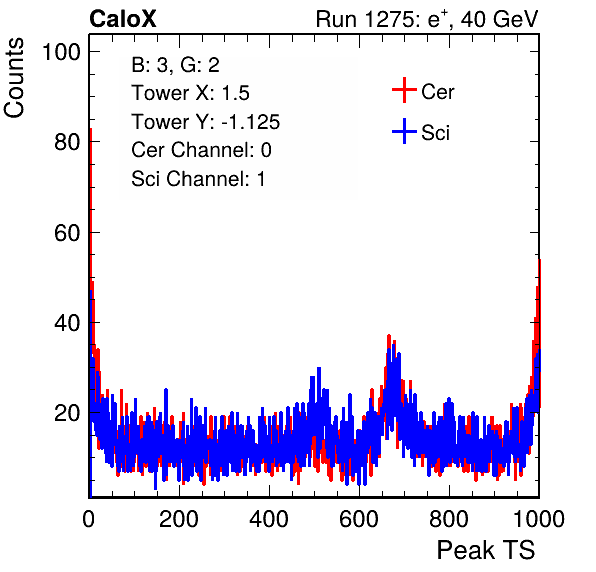 CaloX
Run 1275: e+, 40 GeV
Counts
100
80
60
40
20
B: 3, G: 2
Tower X: 1.5
Tower Y: -1.125
Cer Channel: 0
Sci Channel: 1
Cer
Sci
0
200
400
600
800
1000
Peak TS